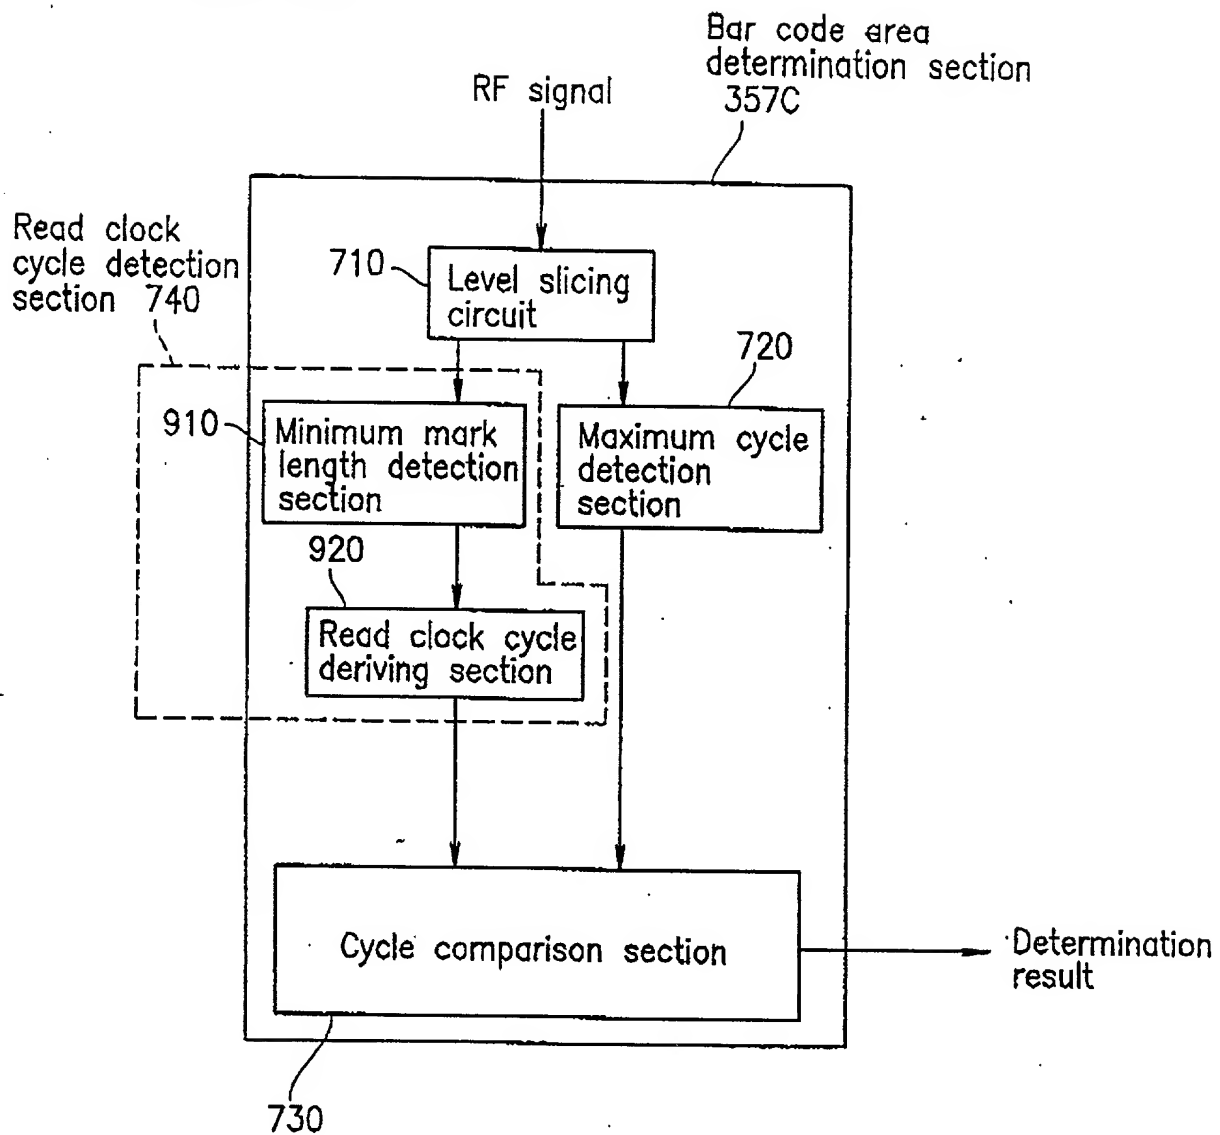 Bar code area
determination section
357C
RF signal
Read clock
cycle detection
section 740
710
Level slicing
circuit
720
910
Minimum mark
length detection
section
Maximum cycle
detection
section
920
Read clock cycle
deriving section
Cycle comparison section
Determination
result
730